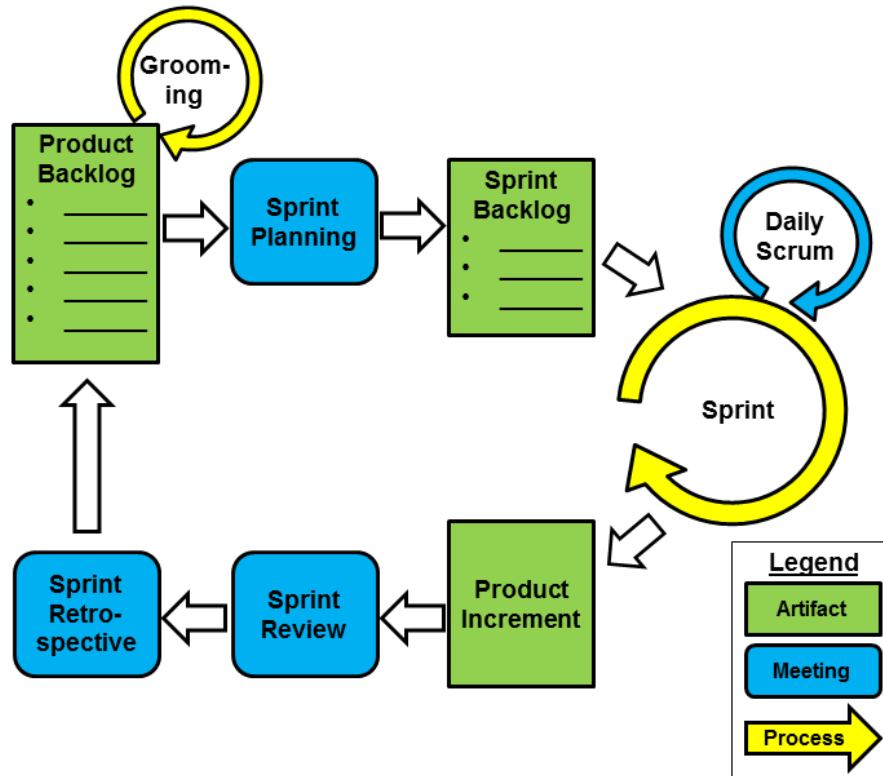 Groom-
ing
Product
Backlog
Sprint
Planning
Sprint
Backlog
Daily
Scrum
Sprint
Sprint
Retro-
spective
Sprint
Review
Product
Increment
Legend
Artifact
Meeting
Process